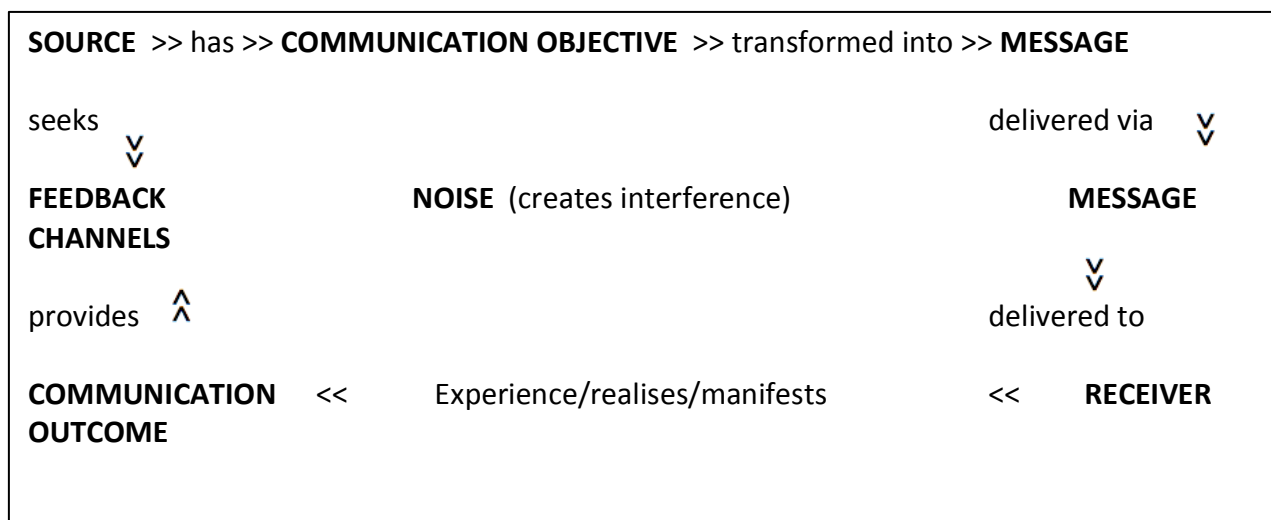 SOURCE >> has >> COMMUNICATION OBJECTIVE >> transformed into >> MESSAGE
seeks >> delivered via >>
FEEDBACK NOISE (creates interference) MESSAGE
CHANNELS
>>
provides << delivered to
COMMUNICATION << Experience/realises/manifests << RECEIVER
OUTCOME